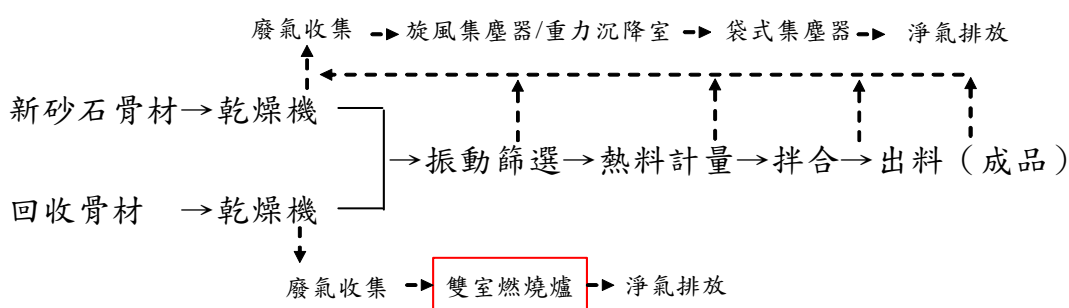 廢氣收集 旋風集塵器/重力沉降室 袋式集塵器 淨氣排放
新砂石骨材→乾燥機
→振動篩選→熱料計量→拌合→出料（成品）
回收骨材 →乾燥機
廢氣收集 雙室燃燒爐 淨氣排放